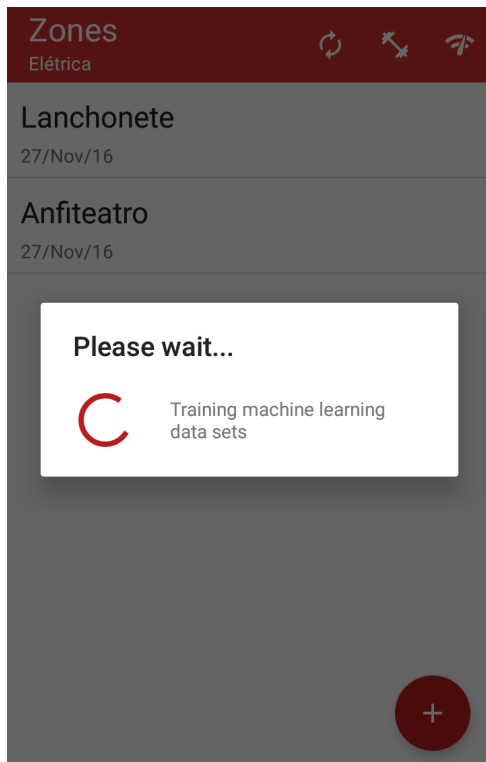 Zones
Elétrica
Lanchonete
27/Nov/16
Anfiteatro
27/Nov/16
Please wait...
Training machine learning
data sets